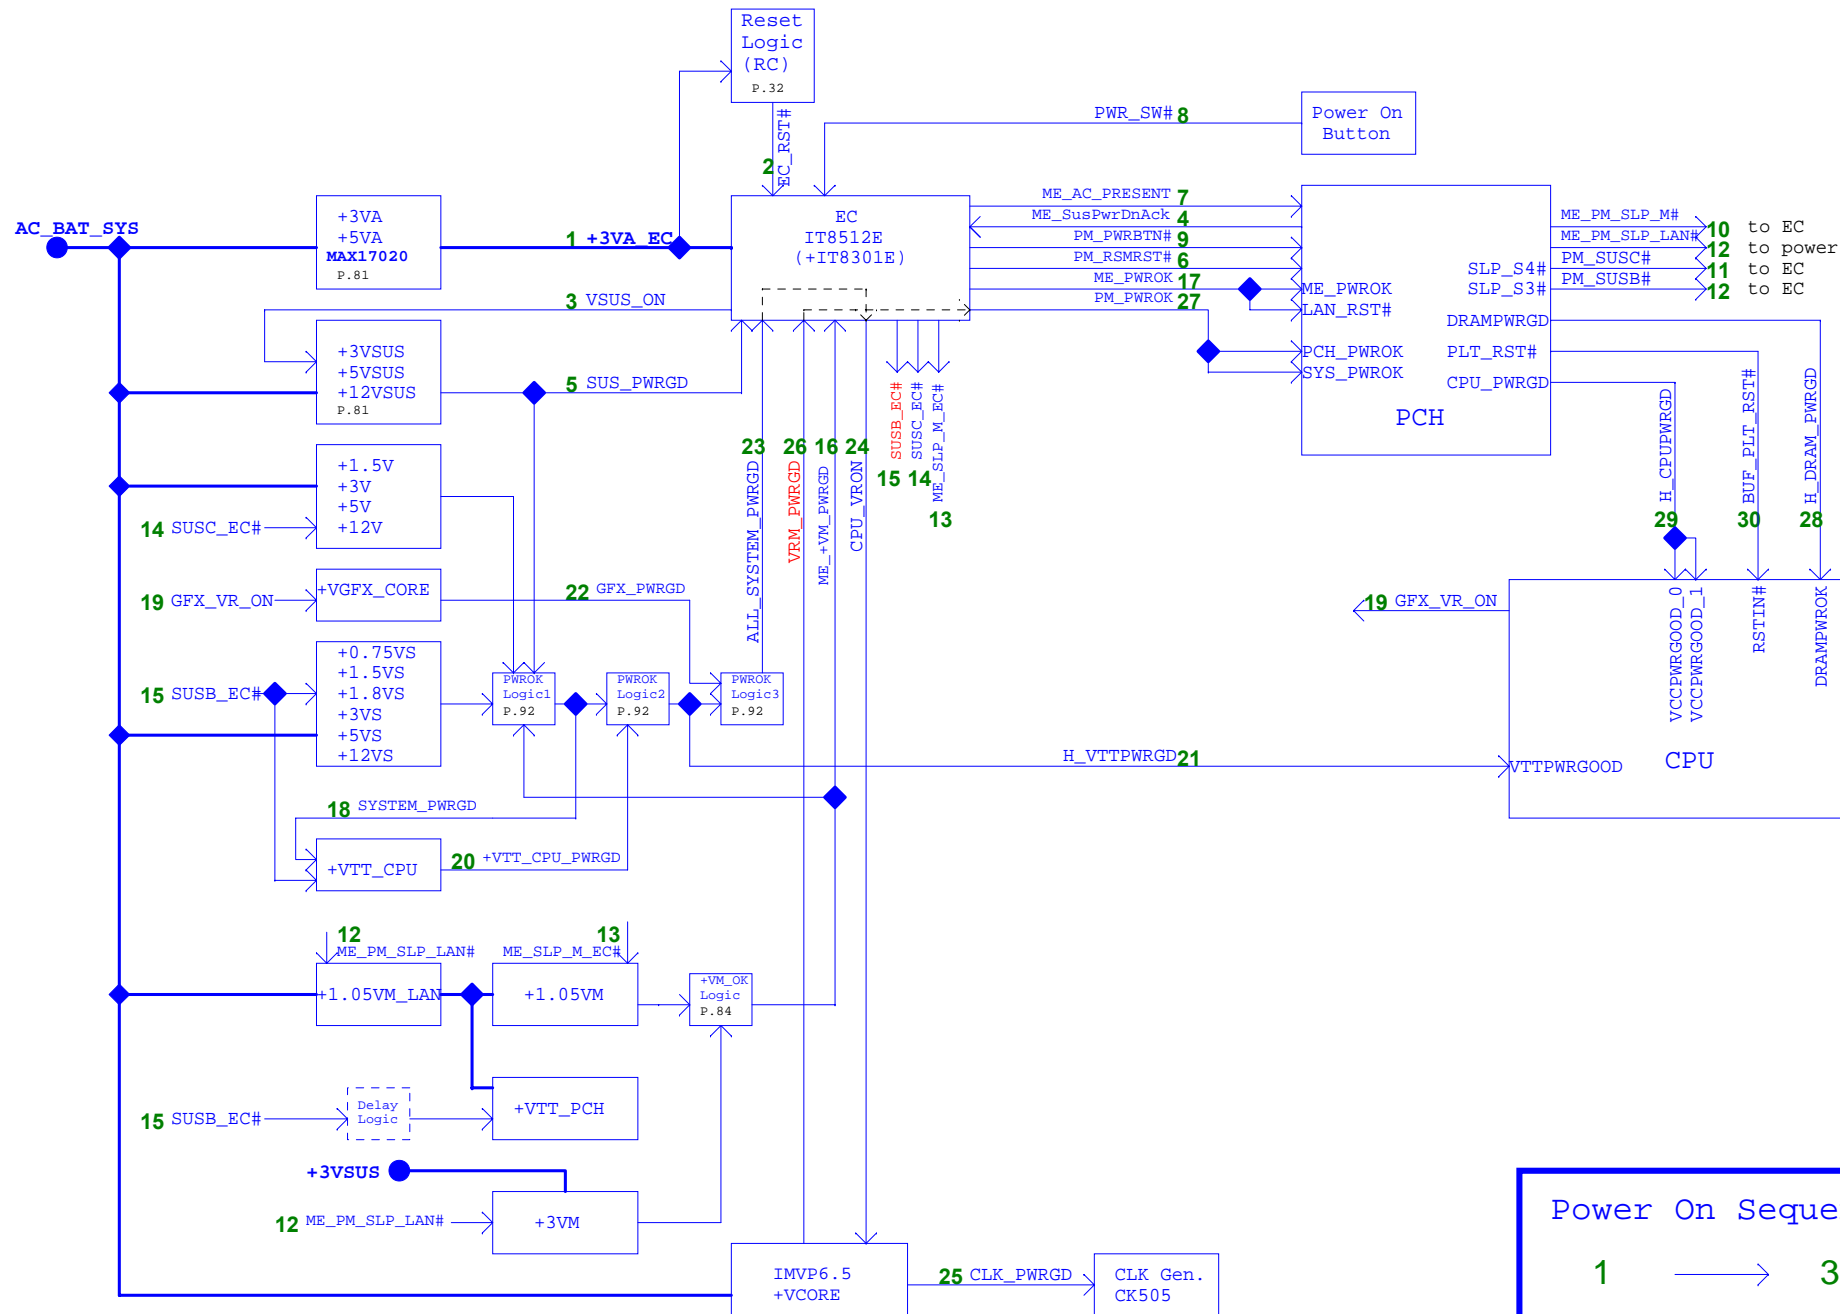 Reset
Logic
(RC)
P.32
PWR_SW# 8
Power On
Button
EC_RST#
2
AC_BAT_SYS
+3VA
+5VA
MAX17020
P.81
1 +3VA_EC
EC
IT8512E
(+IT8301E)
ME_AC_PRESENT 7
ME_SusPwrDnAck 4
PM_PWRBTN# 9
PM_RSMRST# 6
ME_PWROK 17
PM_PWROK 27
ME_PWROK
LAN_RST#
PCH_PWROK
SYS_PWROK
SLP_S4#
SLP_S3#
DRAMPWRGD
PLT_RST#
CPU_PWRGD
PCH
ME_PM_SLP_M# 10 to EC
ME_PM_SLP_LAN# 12 to power
PM_SUSC# 11 to EC
PM_SUSB# 12 to EC
3 VSUS_ON
+3VSUS
+5VSUS
+12VSUS
P.81
5 SUS_PWRGD
23 ALL_SYSTEM_PWRGD
26 VRM_PWRGD
16 ME_+VM_PWRGD
24 CPU_VRON
15 SUSB_EC#
14 SUSC_EC#
13 ME_SLP_M_EC#
H_CPUPWRGD
29
BUF_PLT_RST#
30
H_DRAM_PWRGD
28
+1.5V
+3V
+5V
+12V
14 SUSC_EC#
19 GFX_VR_ON
+VGFX_CORE
22 GFX_PWRGD
19 GFX_VR_ON
VCCPWRGOOD_0
VCCPWRGOOD_1
RSTIN#
DRAMPWROK
VTTPWRGOOD
CPU
+0.75VS
+1.5VS
+1.8VS
+3VS
+5VS
+12VS
15 SUSB_EC#
PWROK
Logic1
P.92
PWROK
Logic2
P.92
PWROK
Logic3
P.92
H_VTTPWRGD 21
18 SYSTEM_PWRGD
+VTT_CPU
20 +VTT_CPU_PWRGD
12
ME_PM_SLP_LAN#
13
ME_SLP_M_EC#
+1.05VM_LAN
+1.05VM
+VM_OK
Logic
P.84
15 SUSB_EC#
Delay
Logic
+VTT_PCH
+3VSUS
12 ME_PM_SLP_LAN#
+3VM
IMVP6.5
+VCORE
25 CLK_PWRGD
CLK Gen.
CK505
Power On Seque
1 3